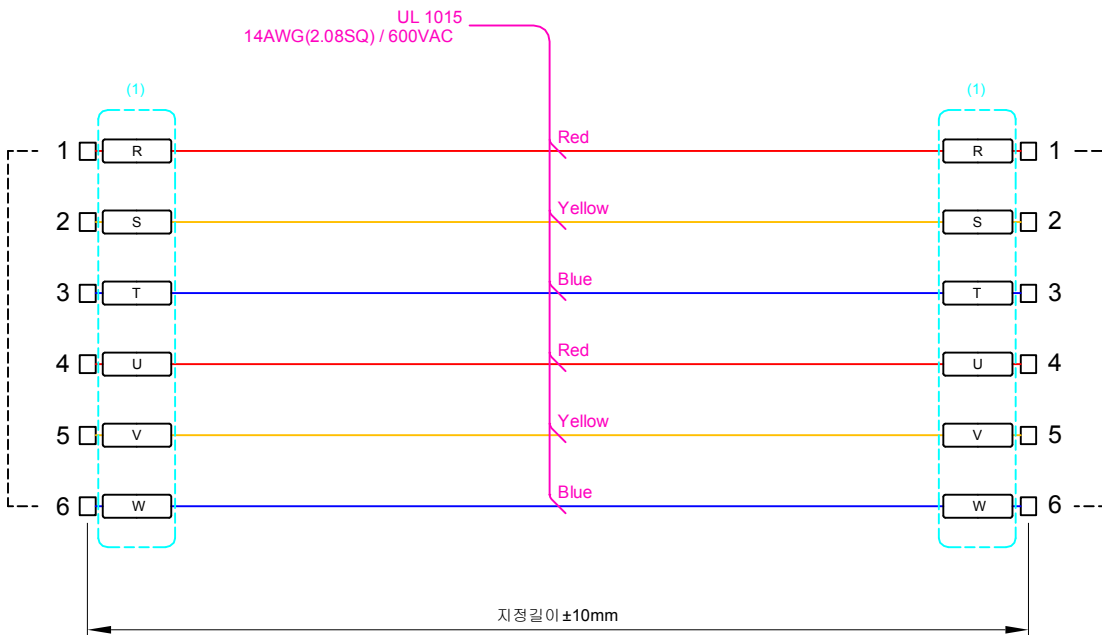 UL 1015
14AWG(2.08SQ) / 600VAC
(1) (1)
Red
1 R R 1
Yellow
2 S S 2
Blue
3 T T 3
Red
4 U U 4
Yellow
5 V V 5
Blue
6 W W 6
지정길이 ±10mm